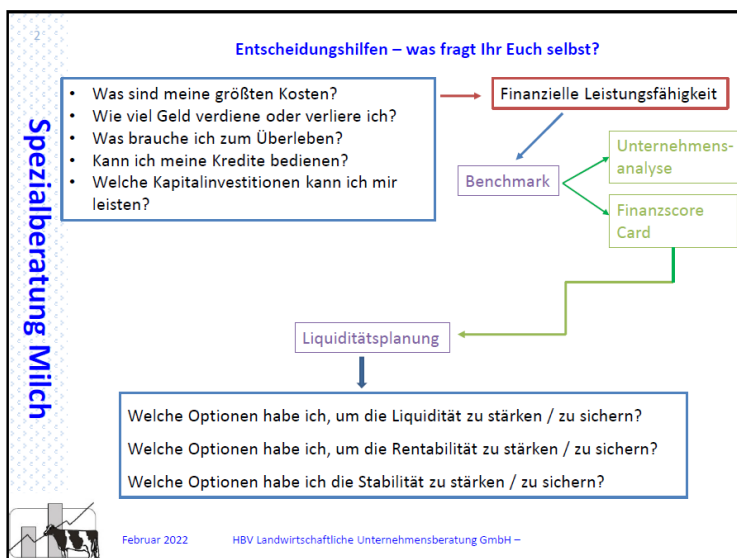 2
Entscheidungshilfen – was fragt Ihr Euch selbst?
Spezialberatung Milch
• Was sind meine größten Kosten?
• Wie viel Geld verdiene oder verliere ich?
• Was brauche ich zum Überleben?
• Kann ich meine Kredite bedienen?
• Welche Kapitalinvestitionen kann ich mir
leisten?
Finanzielle Leistungsfähigkeit
Benchmark
Unternehmens-
analyse
Finanzscore
Card
Liquiditätsplanung
Welche Optionen habe ich, um die Liquidität zu stärken / zu sichern?
Welche Optionen habe ich, um die Rentabilität zu stärken / zu sichern?
Welche Optionen habe ich die Stabilität zu stärken / zu sichern?
Februar 2022 HBV Landwirtschaftliche Unternehmensberatung GmbH –